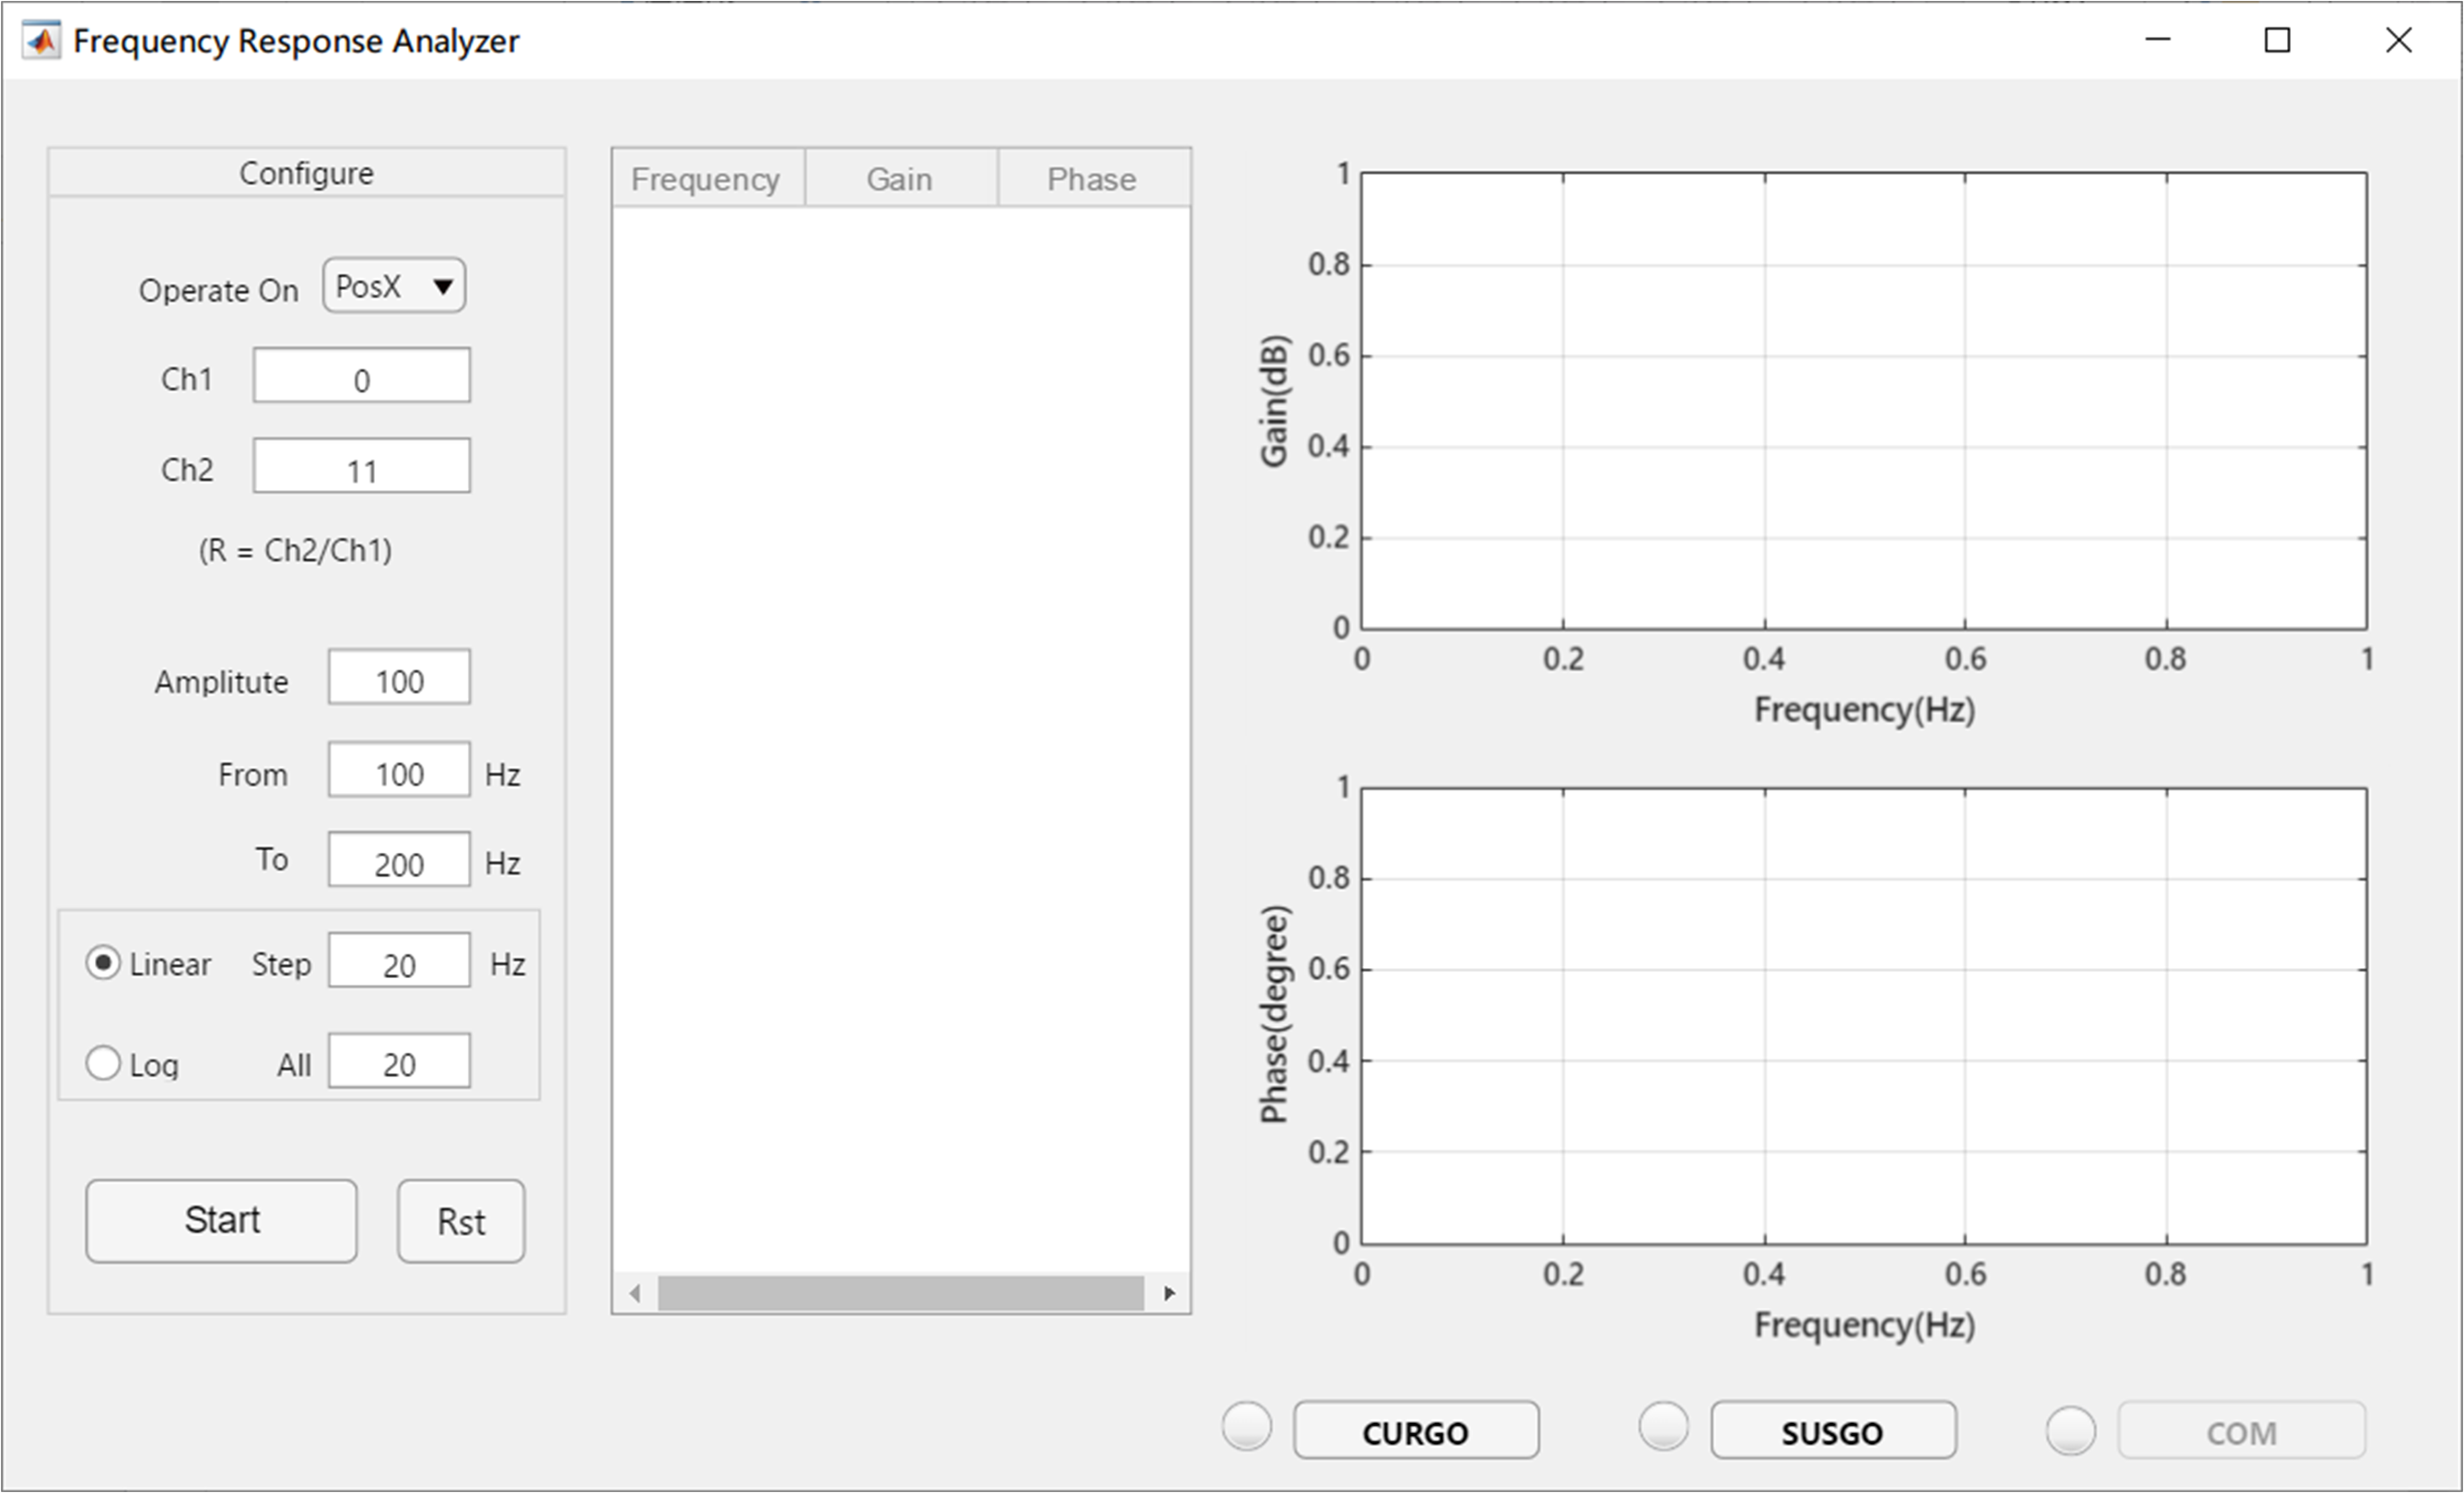 Frequency Response Analyzer
Configure
Operate On PosX
Ch1 0
Ch2 11
(R = Ch2/Ch1)
Amplitute 100
From 100 Hz
To 200 Hz
Linear Step 20 Hz
Log All 20
Start Rst
Frequency Gain Phase
Gain(dB)
1
0.8
0.6
0.4
0.2
0
0 0.2 0.4 0.6 0.8 1
Frequency(Hz)
Phase(degree)
1
0.8
0.6
0.4
0.2
0
0 0.2 0.4 0.6 0.8 1
Frequency(Hz)
CURGO SUSGO COM